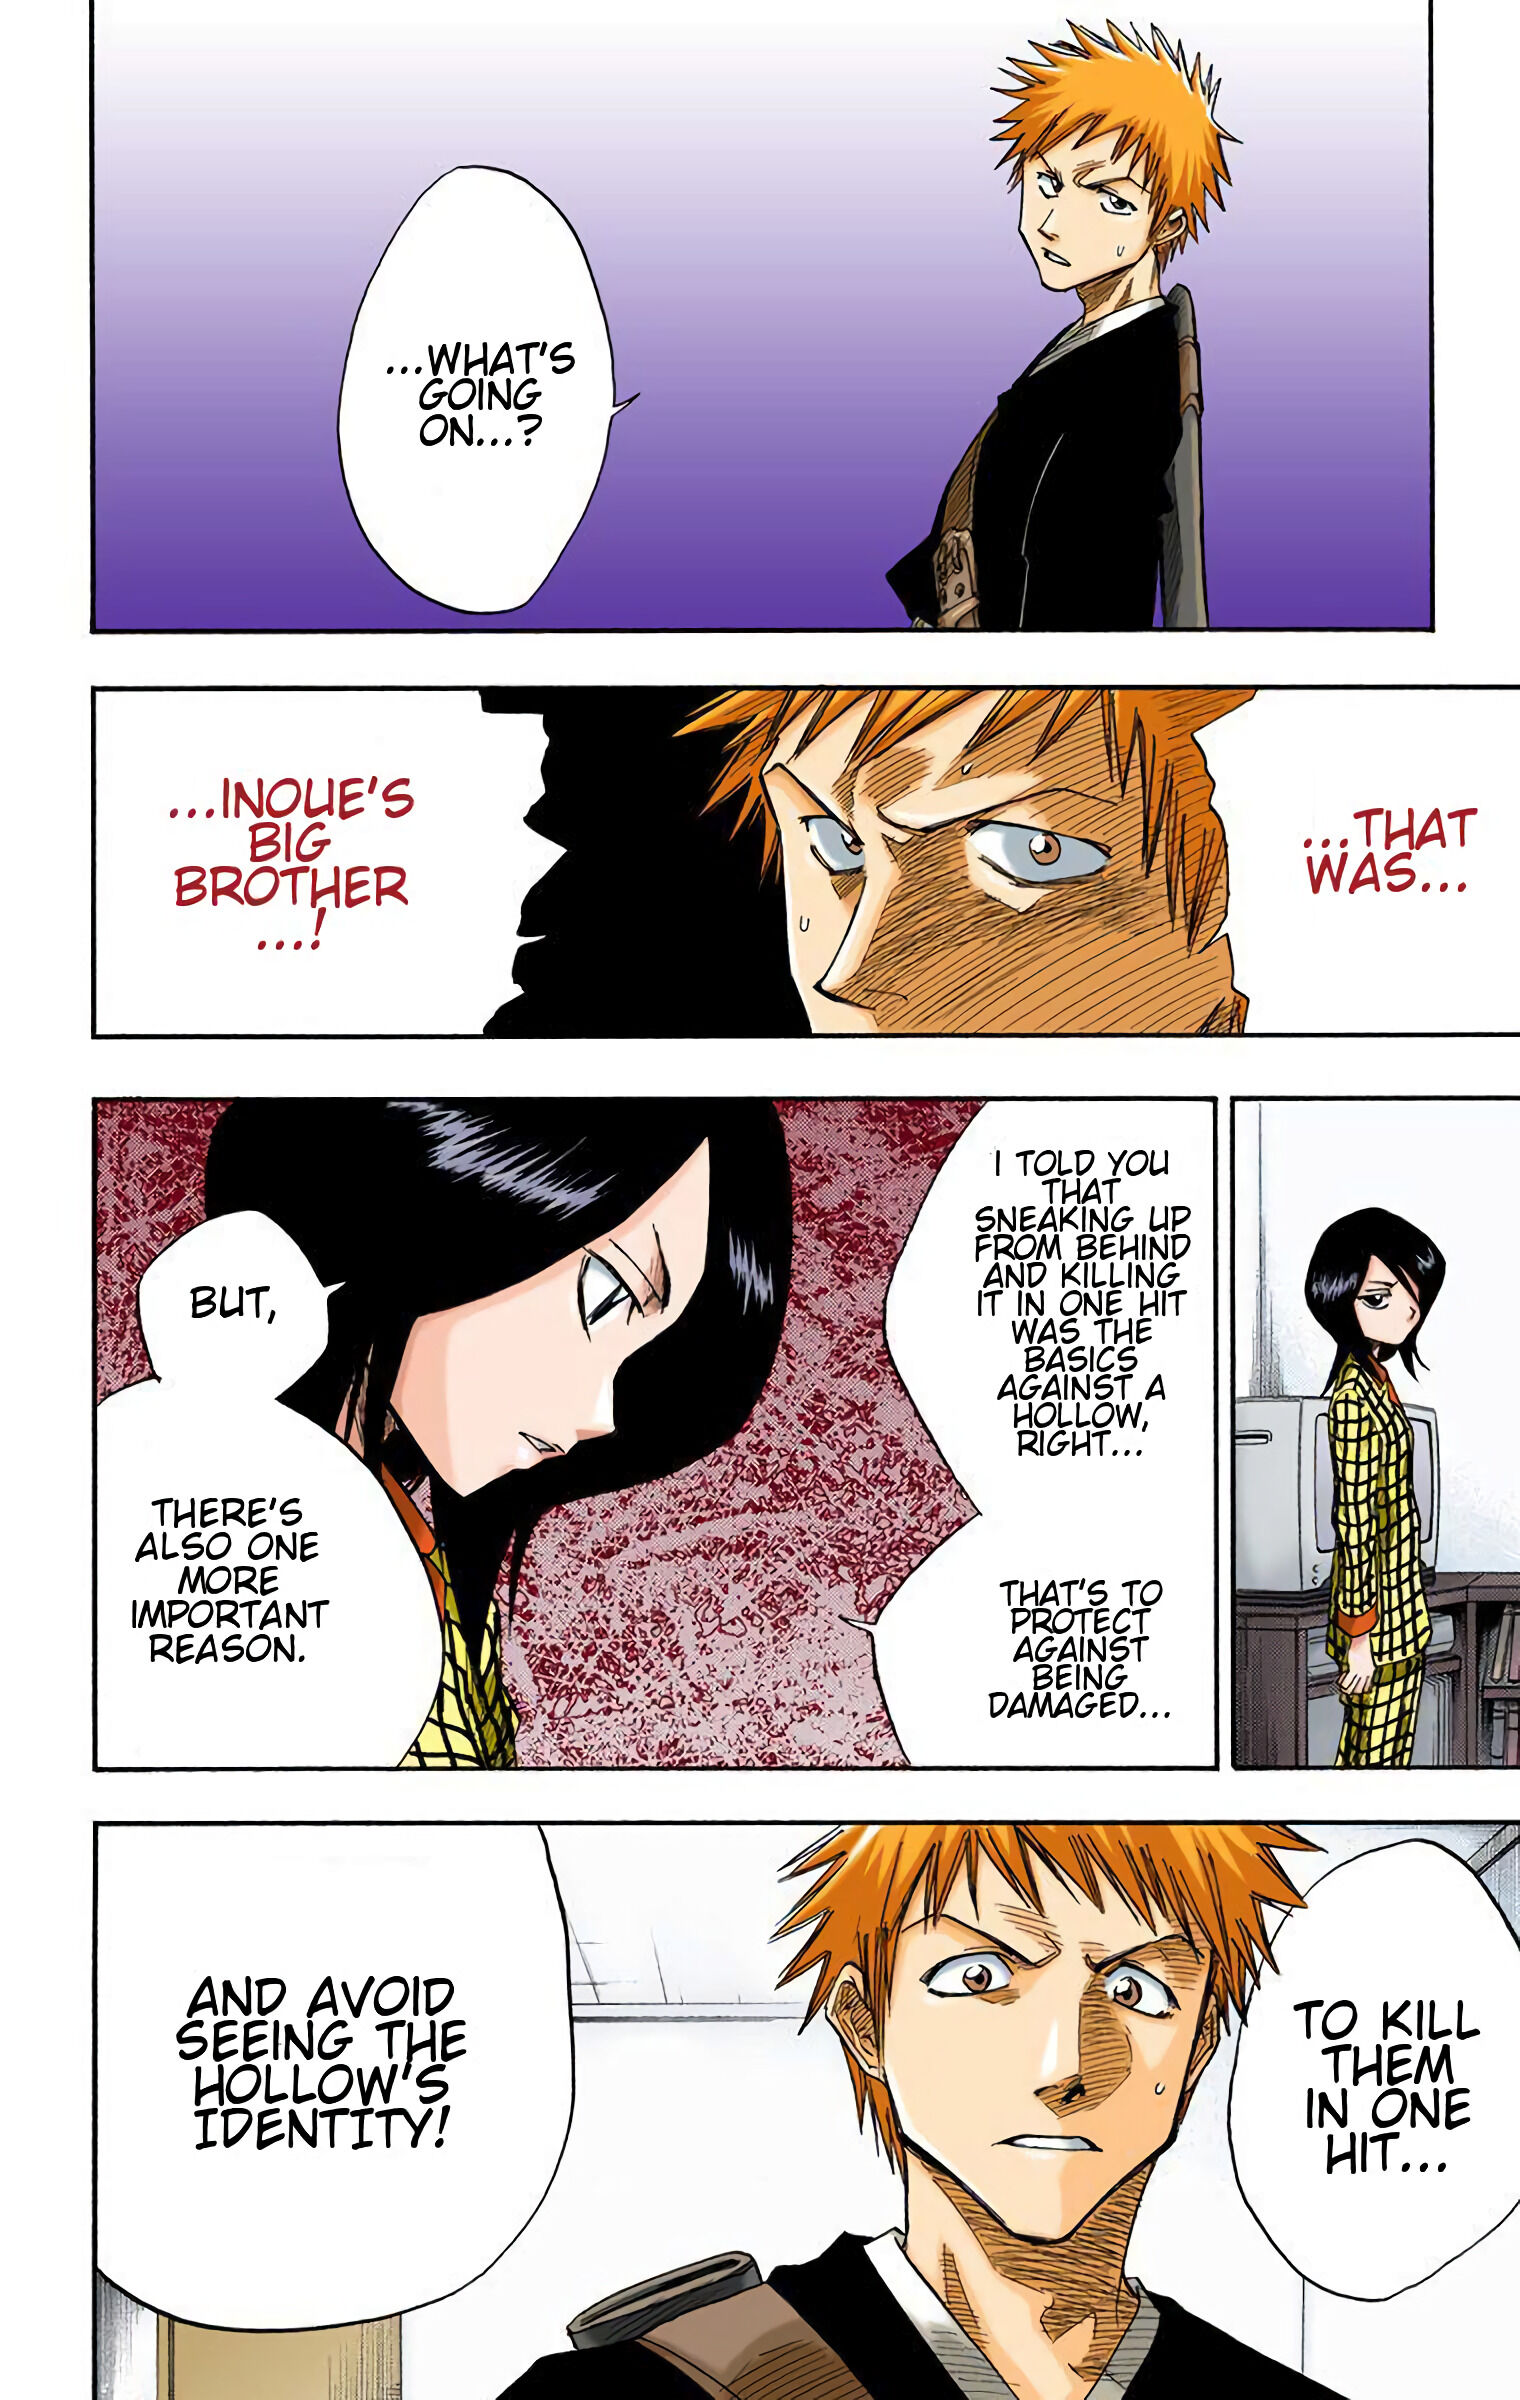 ...WHAT'S
GOING
ON...?
...THAT
WAS...
...INOUE'S
BIG
BROTHER
...!
I TOLD YOU
THAT
SNEAKING UP
FROM BEHIND
AND KILLING
IT IN ONE HIT
WAS THE
BASICS
AGAINST A
HOLLOW,
RIGHT...
THAT'S TO
PROTECT
AGAINST
BEING
DAMAGED...
BUT,
THERE'S
ALSO ONE
MORE
IMPORTANT
REASON.
TO KILL
THEM
IN ONE
HIT...
AND AVOID
SEEING THE
HOLLOW'S
IDENTITY!